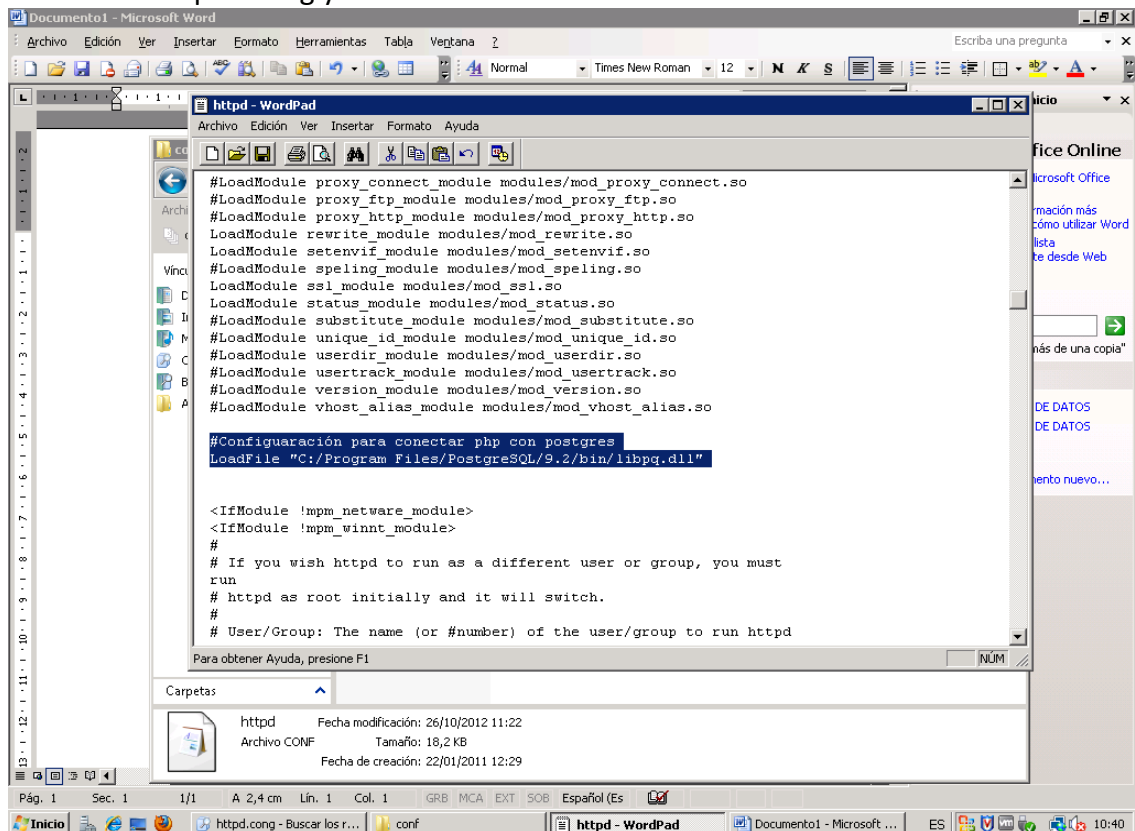 Documento1 - Microsoft Word
Archivo Edición Ver Insertar Formato Herramientas Tabla Ventana ?
Escriba una pregunta
Normal Times New Roman 12 N K S
httpd - WordPad
Archivo Edición Ver Insertar Formato Ayuda
#LoadModule proxy_connect_module modules/mod_proxy_connect.so
#LoadModule proxy_ftp_module modules/mod_proxy_ftp.so
#LoadModule proxy_http_module modules/mod_proxy_http.so
LoadModule rewrite_module modules/mod_rewrite.so
LoadModule setenvif_module modules/mod_setenvif.so
#LoadModule speling_module modules/mod_speling.so
LoadModule ssl_module modules/mod_ssl.so
LoadModule status_module modules/mod_status.so
#LoadModule substitute_module modules/mod_substitute.so
#LoadModule unique_id_module modules/mod_unique_id.so
#LoadModule userdir_module modules/mod_userdir.so
#LoadModule usertrack_module modules/mod_usertrack.so
#LoadModule version_module modules/mod_version.so
#LoadModule vhost_alias_module modules/mod_vhost_alias.so
#Configuaración para conectar php con postgres
LoadFile "C:/Program Files/PostgreSQL/9.2/bin/libpq.dll"
<IfModule !mpm_netware_module>
<IfModule !mpm_winnt_module>
#
# If you wish httpd to run as a different user or group, you must
run
# httpd as root initially and it will switch.
#
# User/Group: The name (or #number) of the user/group to run httpd
Para obtener Ayuda, presione F1
NÚM
icio
fice Online
icrosoft Office
rmación más
cómo utilizar Word
lista
te desde Web
más de una copia"
DE DATOS
DE DATOS
ento nuevo...
Archi
Víncu
Carpetas
httpd Fecha modificación: 26/10/2012 11:22
Archivo CONF Tamaño: 18,2 KB
Fecha de creación: 22/01/2011 12:29
Pág. 1 Sec. 1 1/1 A 2,4 cm Lín. 1 Col. 1 GRB MCA EXT SOB Español (Es
Inicio httpd.cong - Buscar los r... conf httpd - WordPad Documento1 - Microsoft ... ES 10:40